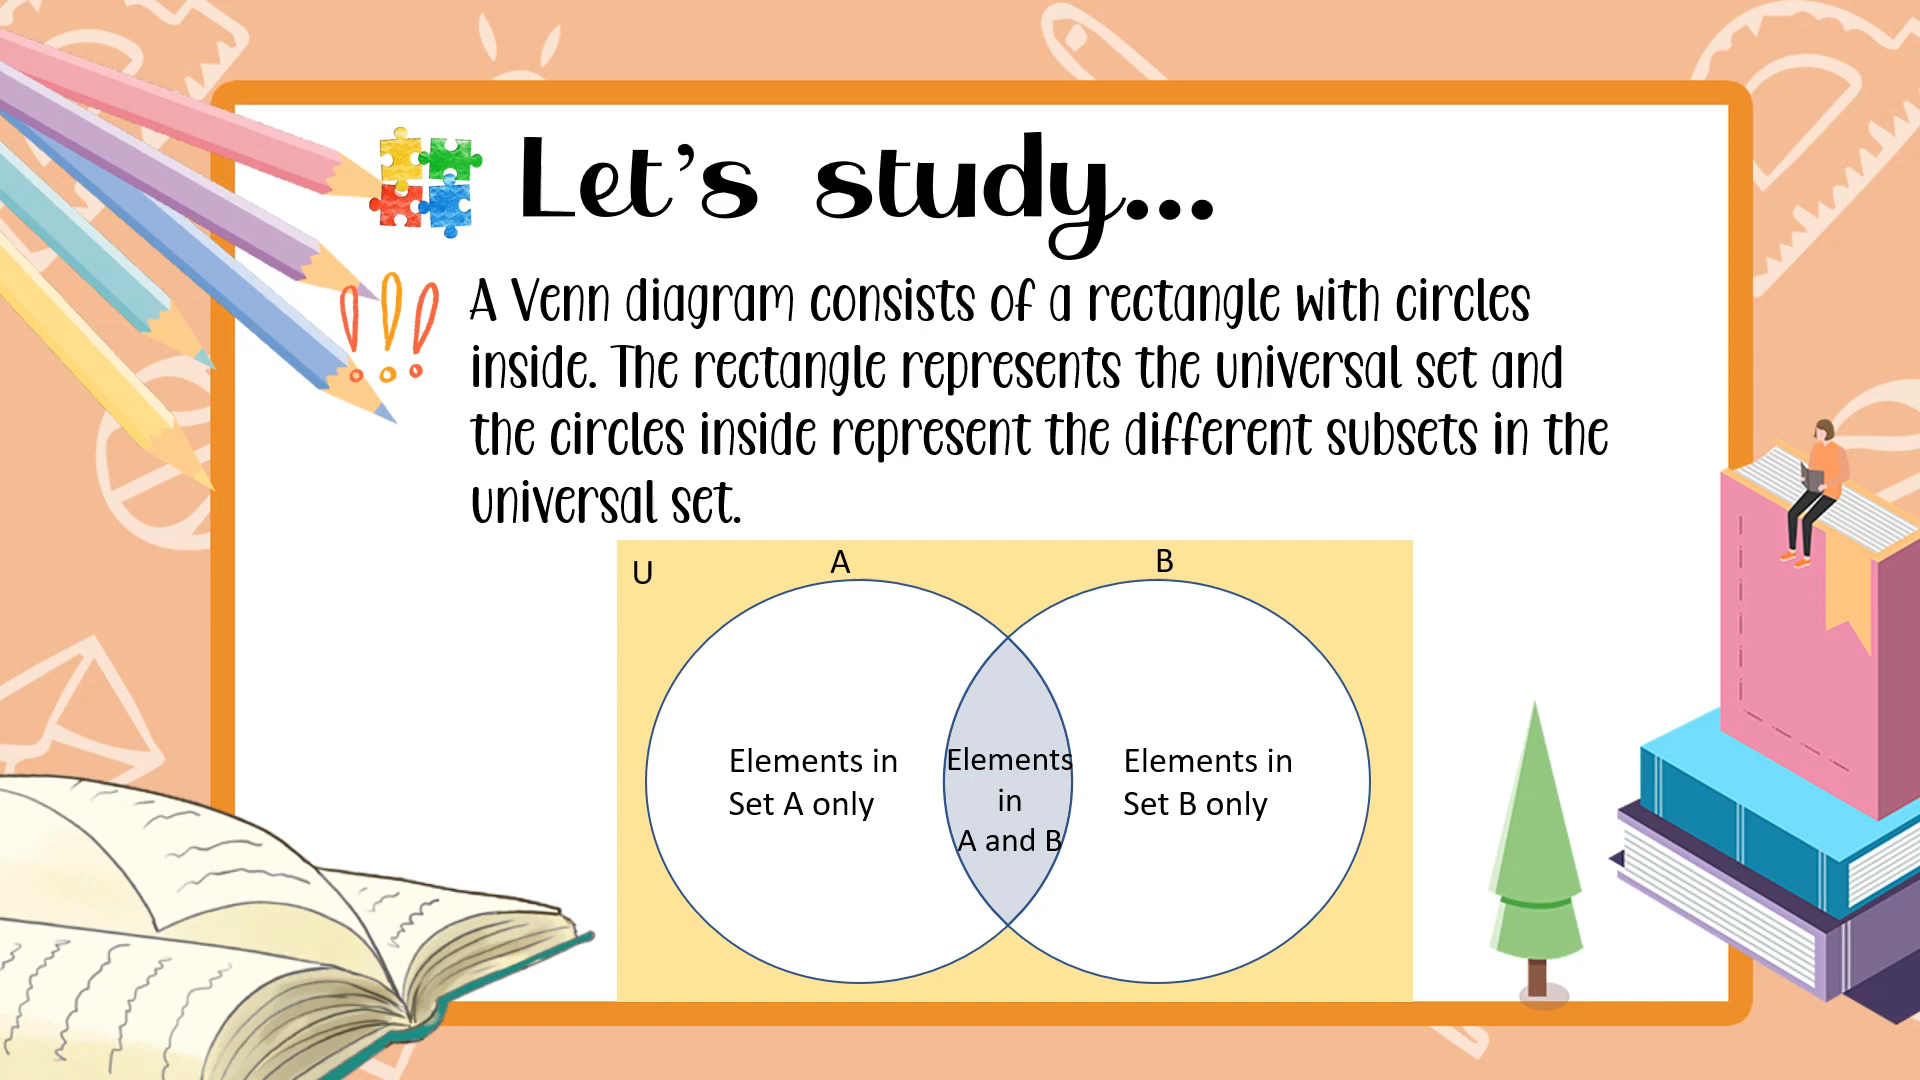 Let's study...
A Venn diagram consists of a rectangle with circles
inside. The rectangle represents the universal set and
the circles inside represent the different subsets in the
universal set.
U
A
B
Elements in
Set A only
Elements
in
A and B
Elements in
Set B only